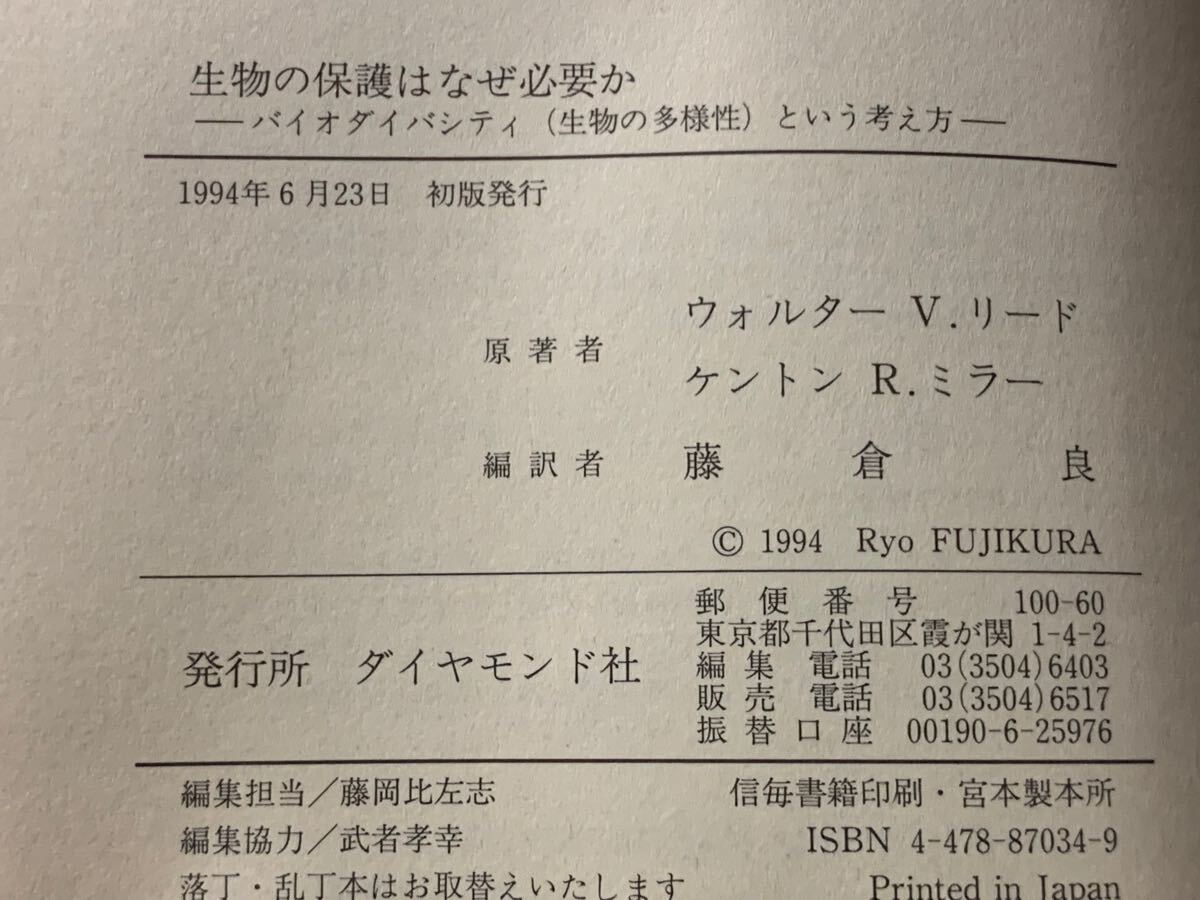 生物の保護はなぜ必要か
―バイオダイバシティ(生物の多様性)という考え方―
1994年6月23日　初版発行
原著者　ウォルター V.リード
ケントン R.ミラー
編訳者　藤倉良
© 1994　Ryo FUJIKURA
発行所　ダイヤモンド社
郵便番号　100-60
東京都千代田区霞が関 1-4-2
編集電話　03(3504)6403
販売電話　03(3504)6517
振替口座　00190-6-25976
編集担当／藤岡比左志　信毎書籍印刷・宮本製本所
編集協力／武者孝幸　ISBN 4-478-87034-9
落丁・乱丁本はお取替えいたします　Printed in Japan